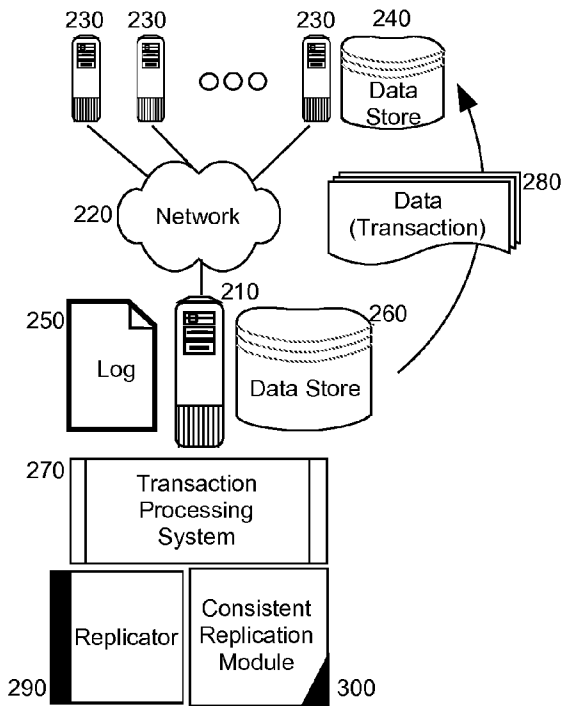 230 230 230 240
Data
Store
220 Network
280
Data
(Transaction)
210
250
Log
260
Data Store
270
Transaction
Processing
System
Replicator
290
Consistent
Replication
Module
300